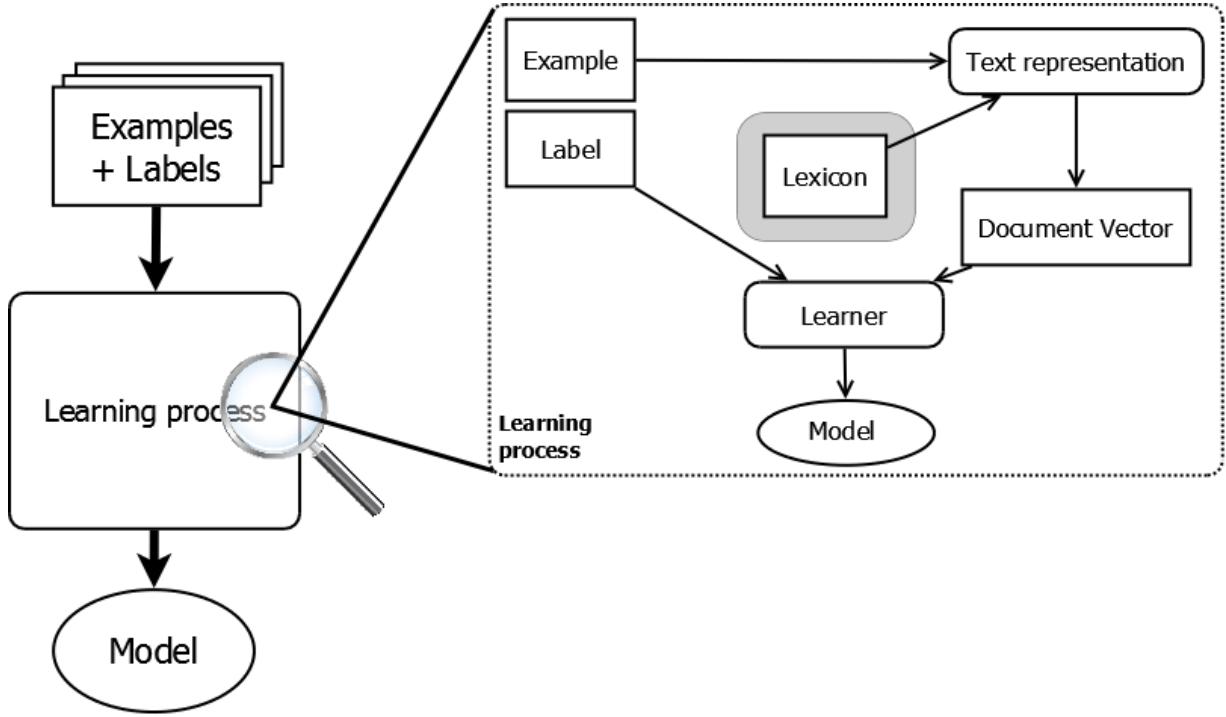 Examples
+ Labels
Learning process
Model
Example
Label
Lexicon
Text representation
Document Vector
Learner
Model
Learning
process